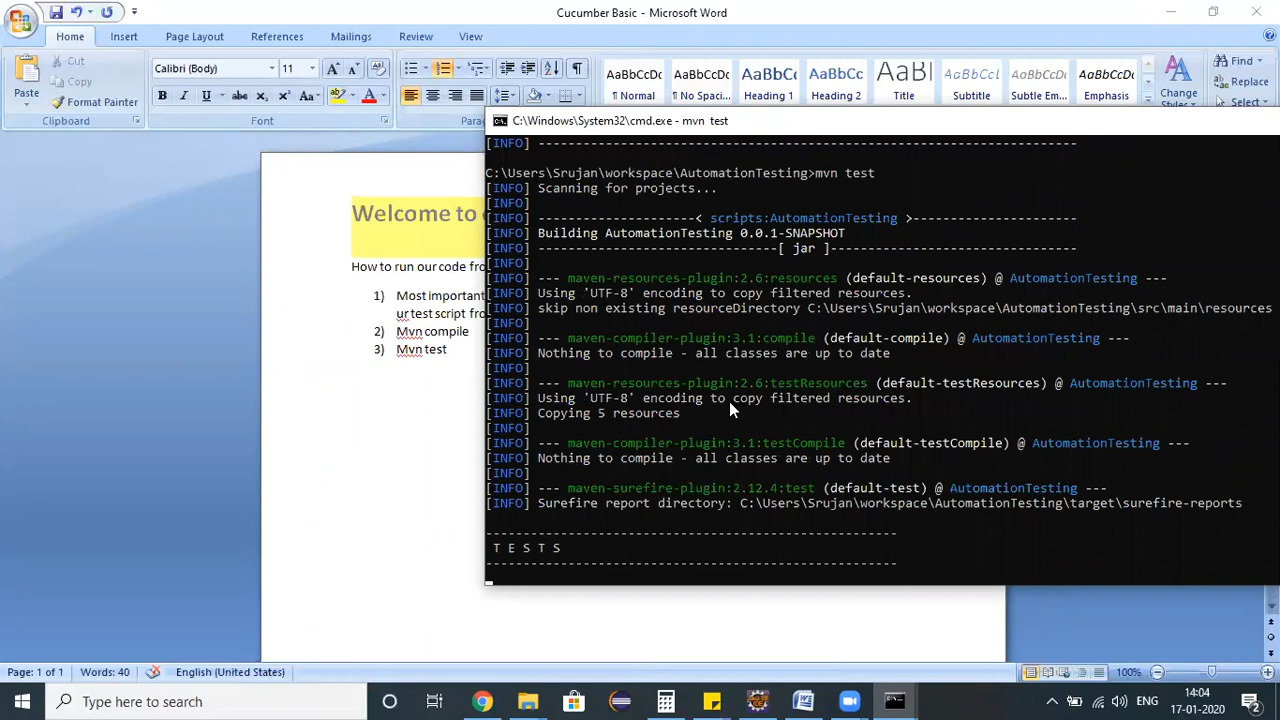 Cucumber Basic - Microsoft Word
Home Insert Page Layout References Mailings Review View
Paste
Cut
Copy
Format Painter
Clipboard
Calibri (Body) 11
B I U abc X₂ X² Aa
Font
Parag
AaBbCcDc AaBbCcDc AaBbCc AaBbCc AaBb AaBbCc. AaBbCcDc AaBbCcDc
¶ Normal ¶ No Spaci... Heading 1 Heading 2 Title Subtitle Subtle Em... Emphasis
Change
Styles
Find
Replace
Select
Welcome to
How to run our code fro
1) Most important
ur test script fro
2) Mvn compile
3) Mvn test
C:\Windows\System32\cmd.exe - mvn test
[INFO] ------------------------------------------------------------------------
C:\Users\Srujan\workspace\AutomationTesting>mvn test
[INFO] Scanning for projects...
[INFO]
[INFO] ---------------------< scripts:AutomationTesting >----------------------
[INFO] Building AutomationTesting 0.0.1-SNAPSHOT
[INFO] --------------------------------[ jar ]---------------------------------
[INFO]
[INFO] --- maven-resources-plugin:2.6:resources (default-resources) @ AutomationTesting ---
[INFO] Using 'UTF-8' encoding to copy filtered resources.
[INFO] skip non existing resourceDirectory C:\Users\Srujan\workspace\AutomationTesting\src\main\resources
[INFO]
[INFO] --- maven-compiler-plugin:3.1:compile (default-compile) @ AutomationTesting ---
[INFO] Nothing to compile - all classes are up to date
[INFO]
[INFO] --- maven-resources-plugin:2.6:testResources (default-testResources) @ AutomationTesting ---
[INFO] Using 'UTF-8' encoding to copy filtered resources.
[INFO] Copying 5 resources
[INFO]
[INFO] --- maven-compiler-plugin:3.1:testCompile (default-testCompile) @ AutomationTesting ---
[INFO] Nothing to compile - all classes are up to date
[INFO]
[INFO] --- maven-surefire-plugin:2.12.4:test (default-test) @ AutomationTesting ---
[INFO] Surefire report directory: C:\Users\Srujan\workspace\AutomationTesting\target\surefire-reports
-------------------------------------------------------
T E S T S
-------------------------------------------------------
Page: 1 of 1 Words: 40 English (United States) 100%
Type here to search
ENG
14:04
17-01-2020
2